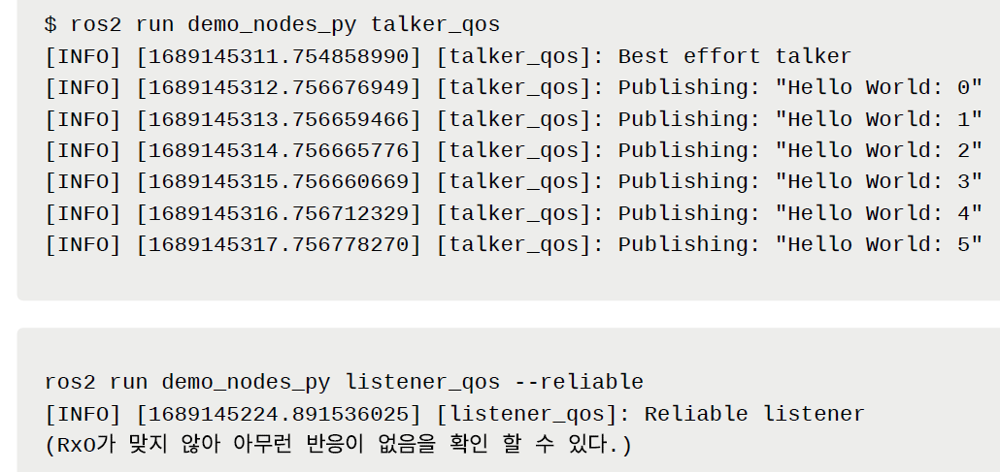 $ ros2 run demo_nodes_py talker_qos
[INFO] [1689145311.754858990] [talker_qos]: Best effort talker
[INFO] [1689145312.756676949] [talker_qos]: Publishing: "Hello World: 0"
[INFO] [1689145313.756659466] [talker_qos]: Publishing: "Hello World: 1"
[INFO] [1689145314.756665776] [talker_qos]: Publishing: "Hello World: 2"
[INFO] [1689145315.756660669] [talker_qos]: Publishing: "Hello World: 3"
[INFO] [1689145316.756712329] [talker_qos]: Publishing: "Hello World: 4"
[INFO] [1689145317.756778270] [talker_qos]: Publishing: "Hello World: 5"
ros2 run demo_nodes_py listener_qos --reliable
[INFO] [1689145224.891536025] [listener_qos]: Reliable listener
(RxO가 맞지 않아 아무런 반응이 없음을 확인 할 수 있다.)